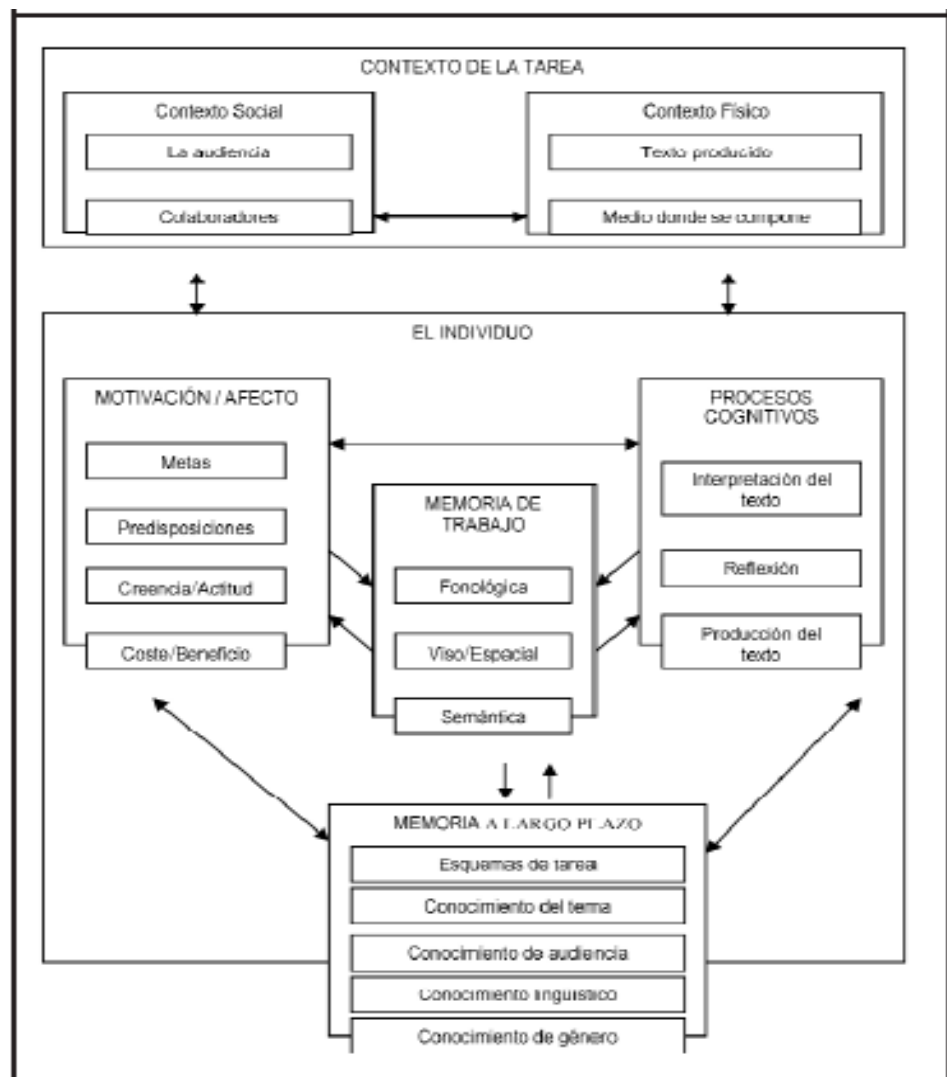 CONTEXTO DE LA TAREA
Contexto Social
La audiencia
Colaboradores
Contexto Físico
Texto producido
Medio donde se compone
EL INDIVIDUO
MOTIVACIÓN / AFECTO
Metas
Predisposiciones
Creencia/Actitud
Coste/Beneficio
MEMORIA DE
TRABAJO
Fonológica
Viso/Espacial
Semántica
PROCESOS
COGNITIVOS
Interpretación del
texto
Reflexión
Producción del
texto
MEMORIA A LARGO PLAZO
Esquemas de tarea
Conocimiento del tema
Conocimiento de audiencia
Conocimiento lingüístico
Conocimiento de género